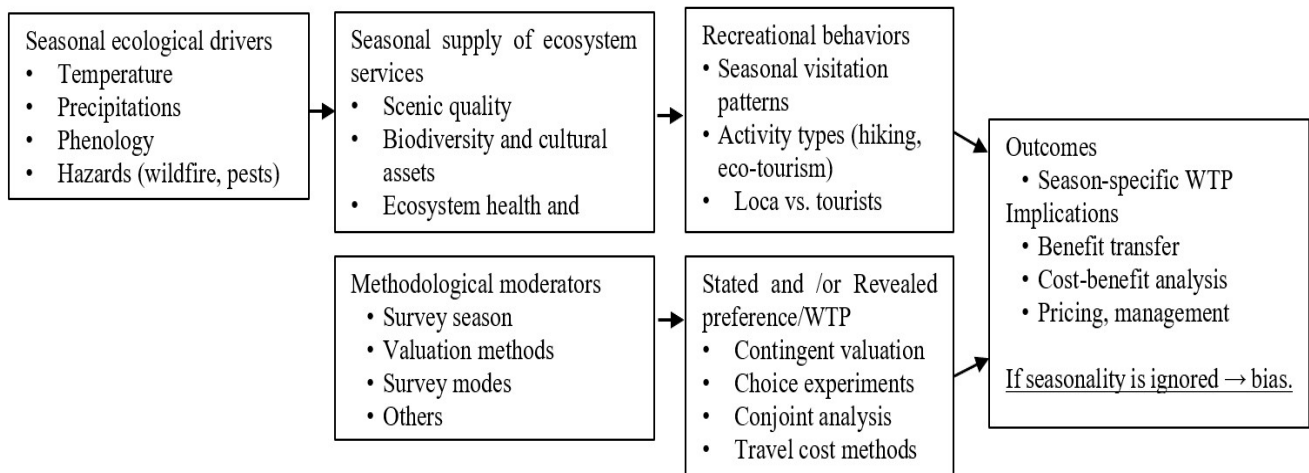 Seasonal ecological drivers
• Temperature
• Precipitations
• Phenology
• Hazards (wildfire, pests)
Seasonal supply of ecosystem
services
• Scenic quality
• Biodiversity and cultural
assets
• Ecosystem health and
Recreational behaviors
• Seasonal visitation
patterns
• Activity types (hiking,
eco-tourism)
• Loca vs. tourists
Methodological moderators
• Survey season
• Valuation methods
• Survey modes
• Others
Stated and /or Revealed
preference/WTP
• Contingent valuation
• Choice experiments
• Conjoint analysis
• Travel cost methods
Outcomes
• Season-specific WTP
Implications
• Benefit transfer
• Cost-benefit analysis
• Pricing, management
If seasonality is ignored → bias.